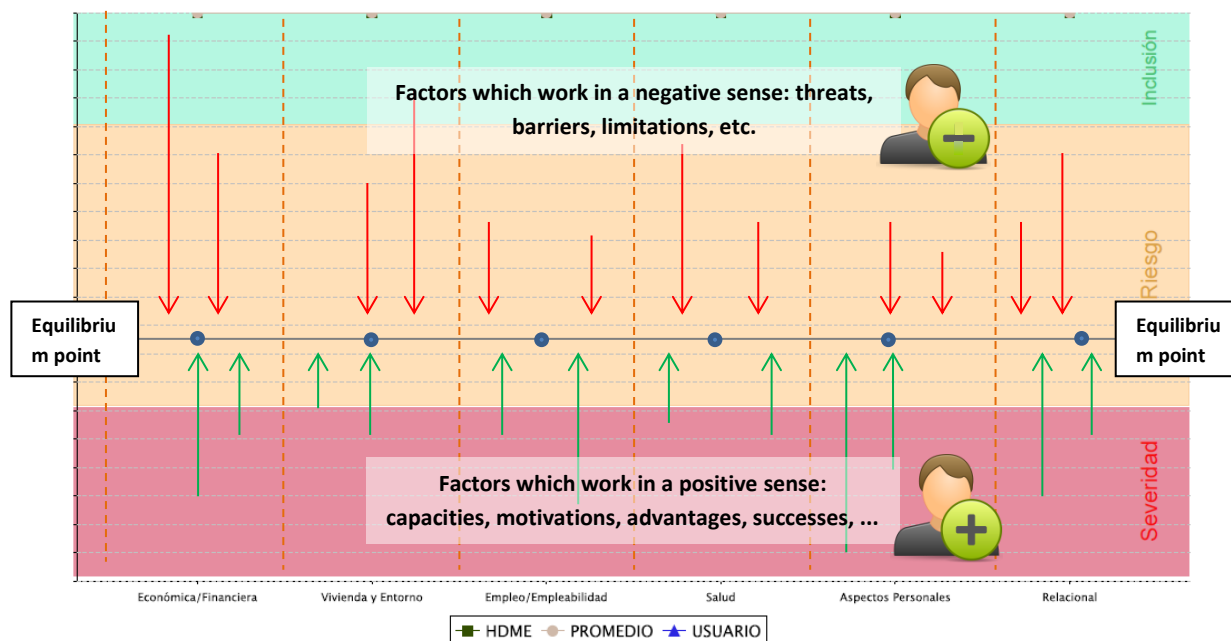 Inclusión
Factors which work in a negative sense: threats,
barriers, limitations, etc.
Riesgo
Equilibriu
m point
Equilibriu
m point
Severidad
Factors which work in a positive sense:
capacities, motivations, advantages, successes, ...
Económica/Financiera
Vivienda y Entorno
Empleo/Empleabilidad
Salud
Aspectos Personales
Relacional
HDME PROMEDIO USUARIO